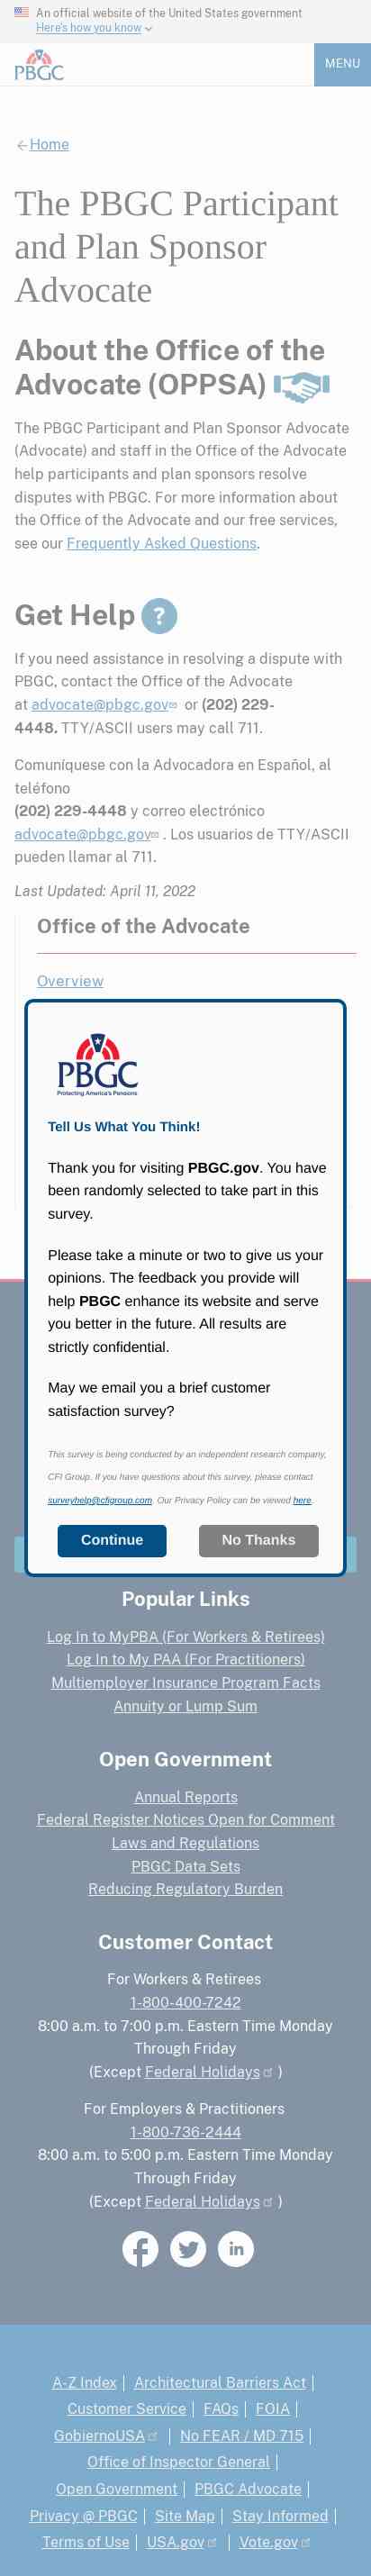 An official website of the United States government
Here's how you know
PBGC
MENU
Home
The PBGC Participant
and Plan Sponsor
Advocate
About the Office of the
Advocate (OPPSA)
The PBGC Participant and Plan Sponsor Advocate
(Advocate) and staff in the Office of the Advocate
help participants and plan sponsors resolve
disputes with PBGC. For more information about
the Office of the Advocate and our free services,
see our Frequently Asked Questions.
Get Help ?
If you need assistance in resolving a dispute with
PBGC, contact the Office of the Advocate
at advocate@pbgc.gov or (202) 229-
4448. TTY/ASCII users may call 711.
Comuníquese con la Advocadora en Español, al
teléfono
(202) 229-4448 y correo electrónico
advocate@pbgc.gov . Los usuarios de TTY/ASCII
pueden llamar al 711.
Last Updated: April 11, 2022
Office of the Advocate
Overview
PBGC
Protecting America's Pensions
Tell Us What You Think!
Thank you for visiting PBGC.gov. You have
been randomly selected to take part in this
survey.
Please take a minute or two to give us your
opinions. The feedback you provide will
help PBGC enhance its website and serve
you better in the future. All results are
strictly confidential.
May we email you a brief customer
satisfaction survey?
This survey is being conducted by an independent research company,
CFI Group. If you have questions about this survey, please contact
surveyhelp@cfigroup.com. Our Privacy Policy can be viewed here.
Continue
No Thanks
Popular Links
Log In to MyPBA (For Workers & Retirees)
Log In to My PAA (For Practitioners)
Multiemployer Insurance Program Facts
Annuity or Lump Sum
Open Government
Annual Reports
Federal Register Notices Open for Comment
Laws and Regulations
PBGC Data Sets
Reducing Regulatory Burden
Customer Contact
For Workers & Retirees
1-800-400-7242
8:00 a.m. to 7:00 p.m. Eastern Time Monday
Through Friday
(Except Federal Holidays )
For Employers & Practitioners
1-800-736-2444
8:00 a.m. to 5:00 p.m. Eastern Time Monday
Through Friday
(Except Federal Holidays )
in
A-Z Index | Architectural Barriers Act |
Customer Service | FAQs | FOIA |
GobiernoUSA | No FEAR / MD 715 |
Office of Inspector General |
Open Government | PBGC Advocate |
Privacy @ PBGC | Site Map | Stay Informed |
Terms of Use | USA.gov | Vote.gov